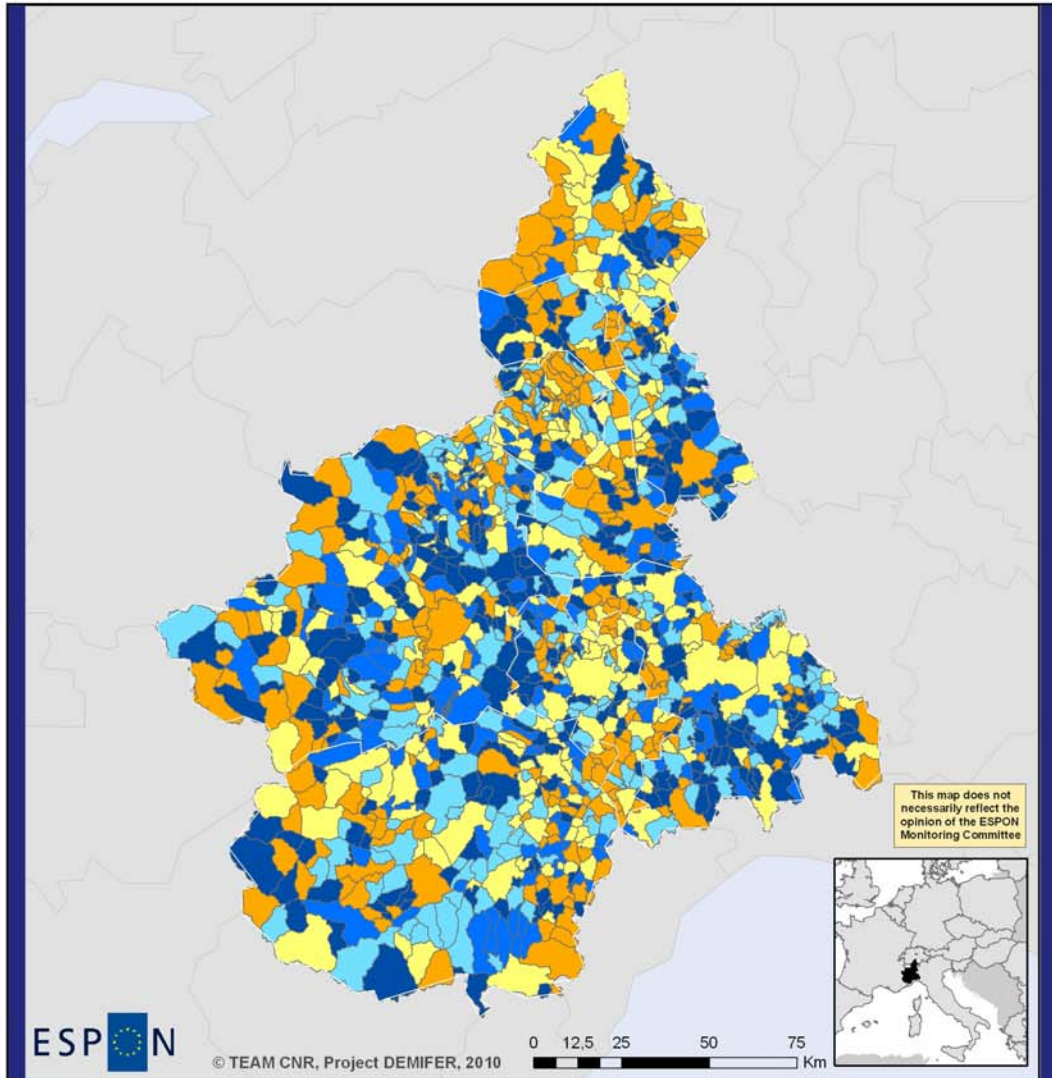 This map does not
necessarily reflect the
opinion of the ESPON
Monitoring Committee
ESPON
© TEAM CNR, Project DEMIFER, 2010
0 12,5 25 50 75
Km